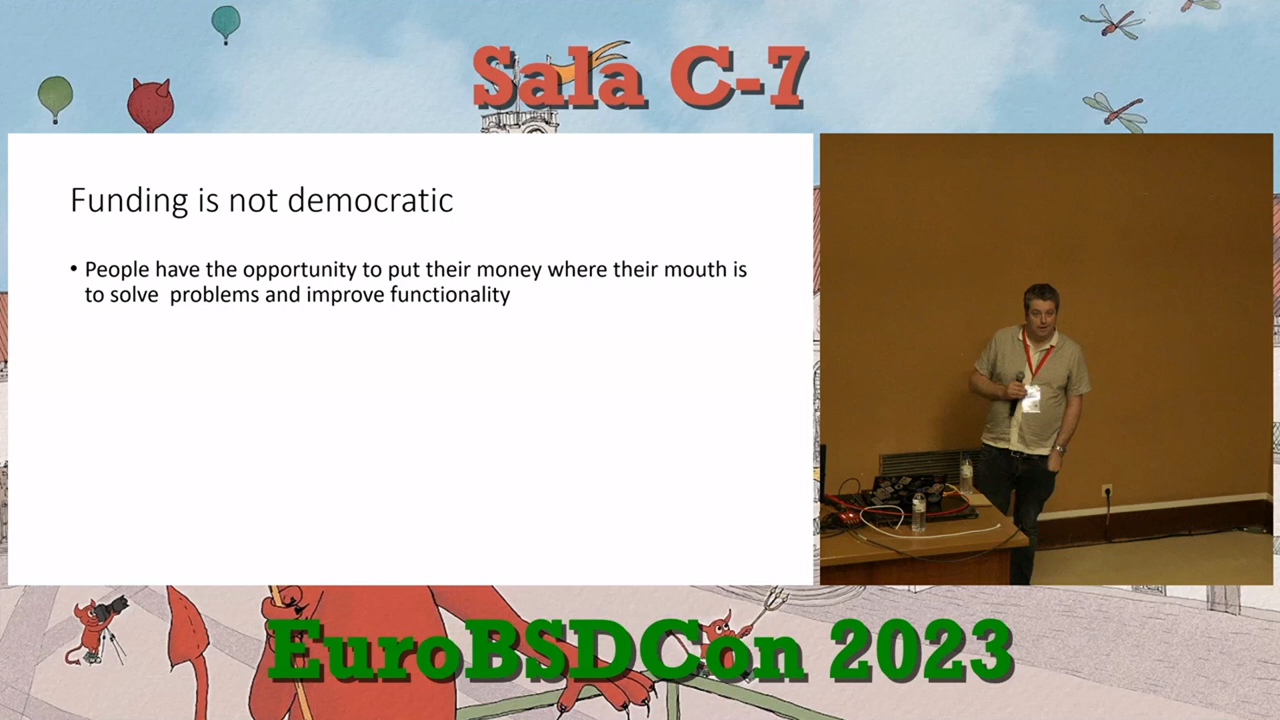 Sala C-7
Funding is not democratic
• People have the opportunity to put their money where their mouth is
to solve  problems and improve functionality
EuroBSDCon 2023